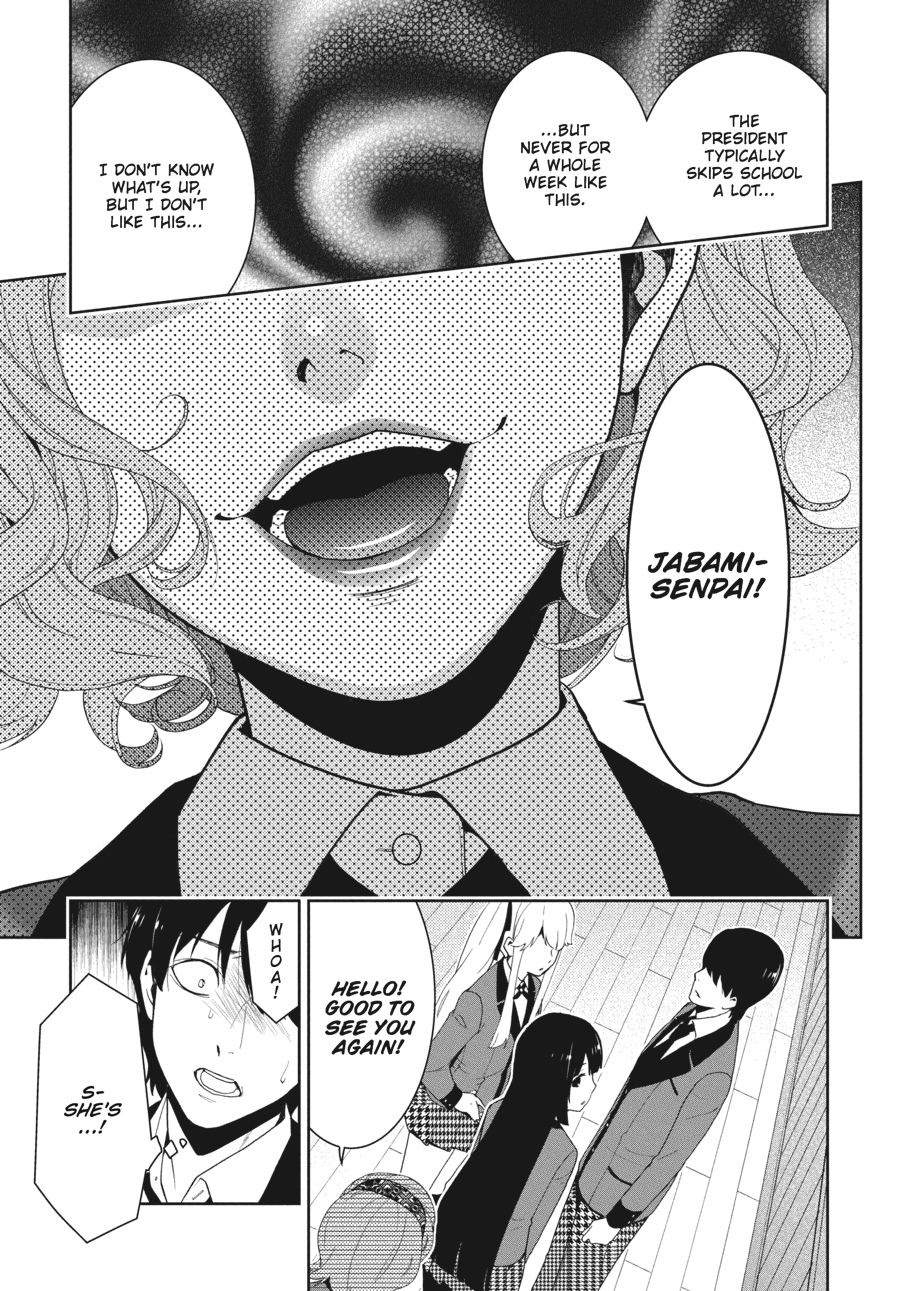 THE
PRESIDENT
TYPICALLY
SKIPS SCHOOL
A LOT...
...BUT
NEVER FOR
A WHOLE
WEEK LIKE
THIS.
I DON'T KNOW
WHAT'S UP,
BUT I DON'T
LIKE THIS...
JABAMI-
SENPAI!
HELLO!
GOOD TO
SEE YOU
AGAIN!
WHOA!
S-
SHE'S
...!